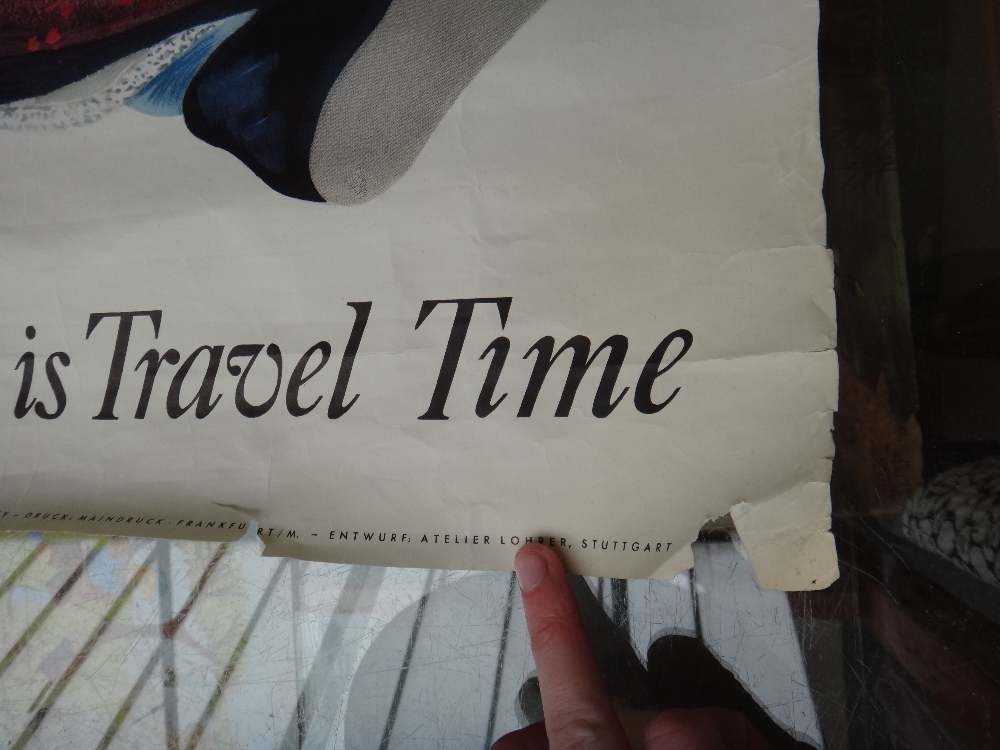 is Travel Time
Y – DRUCK: MAINDRUCK · FRANKFURT/M. – ENTWURF: ATELIER LOHRER, STUTTGART